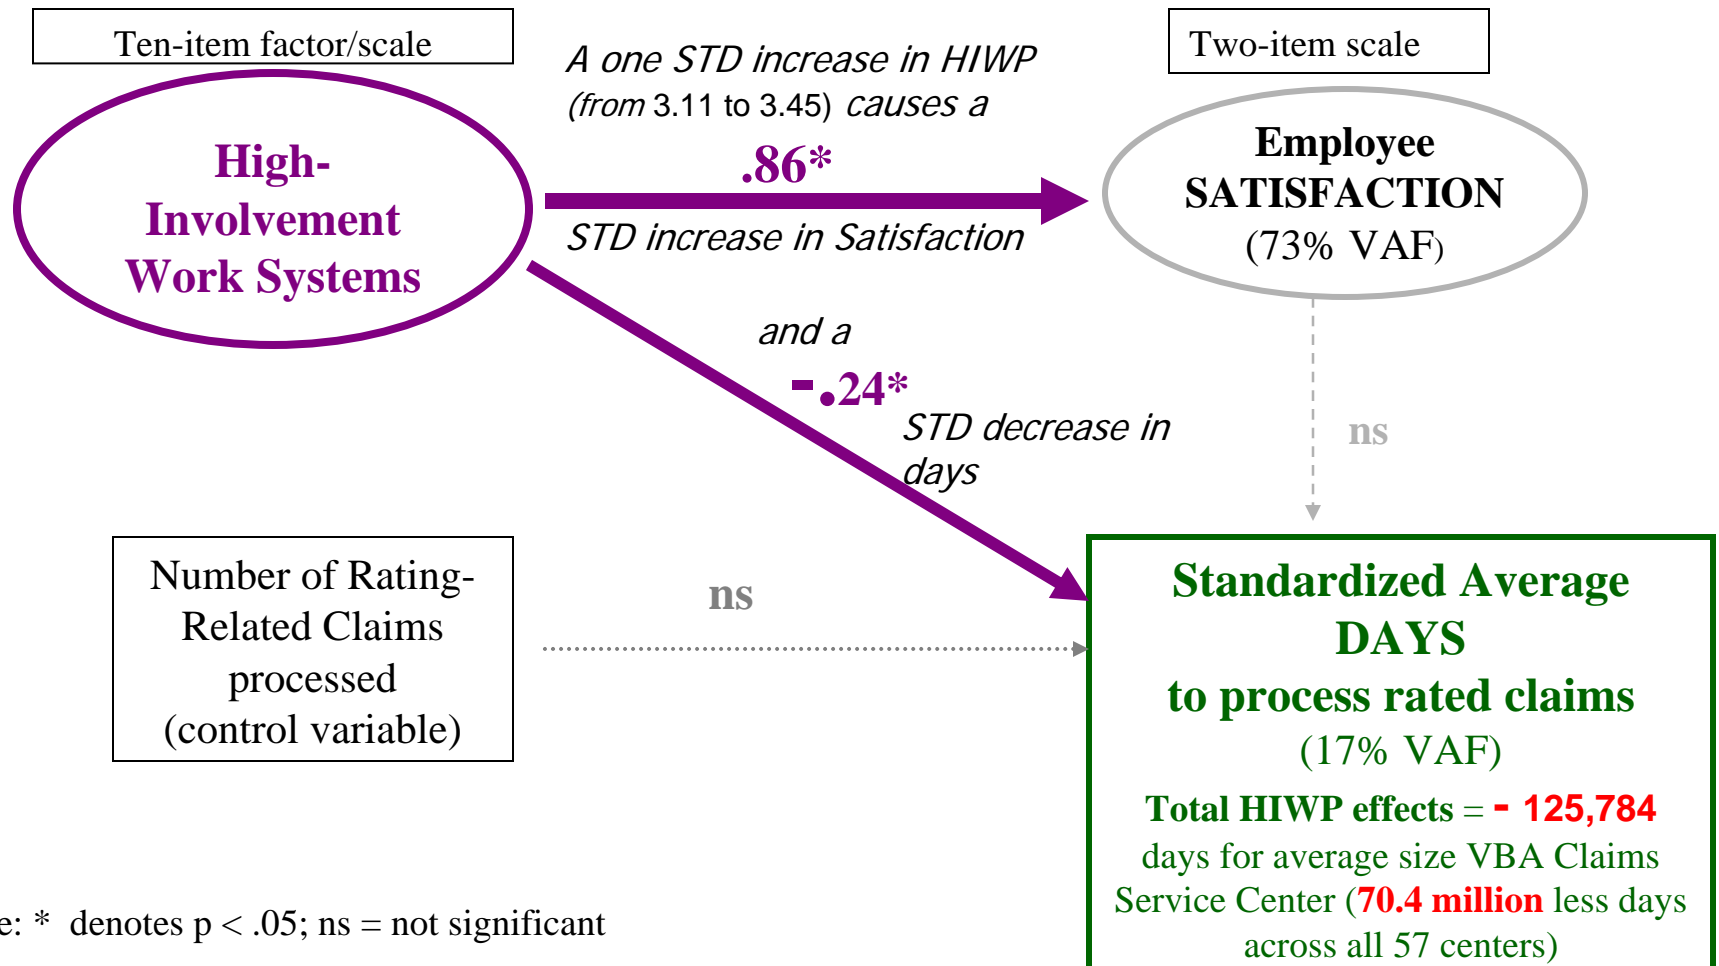 Ten-item factor/scale
A one STD increase in HIWP
(from 3.11 to 3.45) causes a
.86*
STD increase in Satisfaction
Two-item scale
High-
Involvement
Work Systems
Employee
SATISFACTION
(73% VAF)
and a
-.24*
STD decrease in
days
ns
Number of Rating-
Related Claims
processed
(control variable)
ns
Standardized Average
DAYS
to process rated claims
(17% VAF)
Total HIWP effects = - 125,784
days for average size VBA Claims
Service Center (70.4 million less days
across all 57 centers)
e: * denotes p < .05; ns = not significant